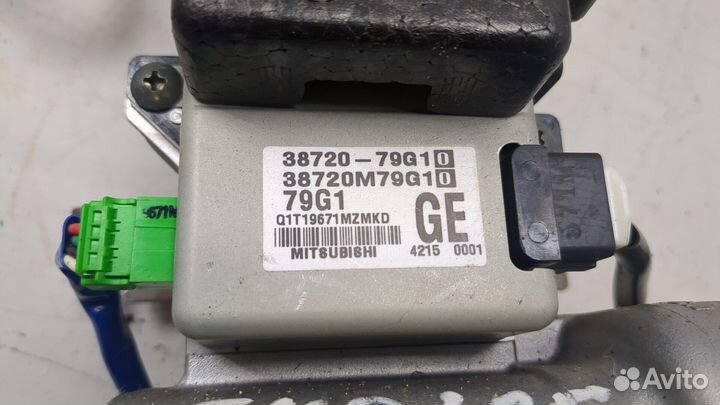 38720-79G10
38720M79G10
79G1
Q1T19671MZMKD
GE
MITSUBISHI
4215 0001
Avito